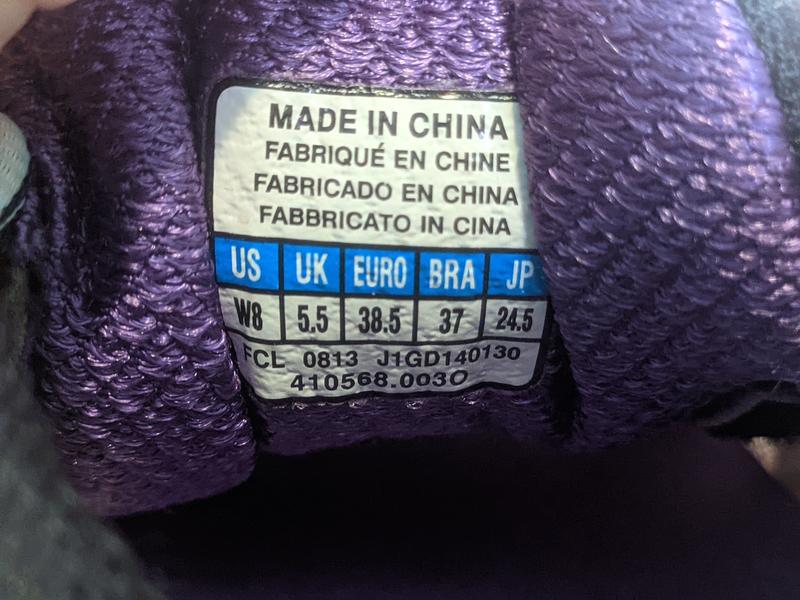 MADE IN CHINA
FABRIQUÉ EN CHINE
FABRICADO EN CHINA
FABBRICATO IN CINA
US UK EURO BRA JP
W8 5.5 38.5 37 24.5
FCL 0813 J1GD140130
410568.0030